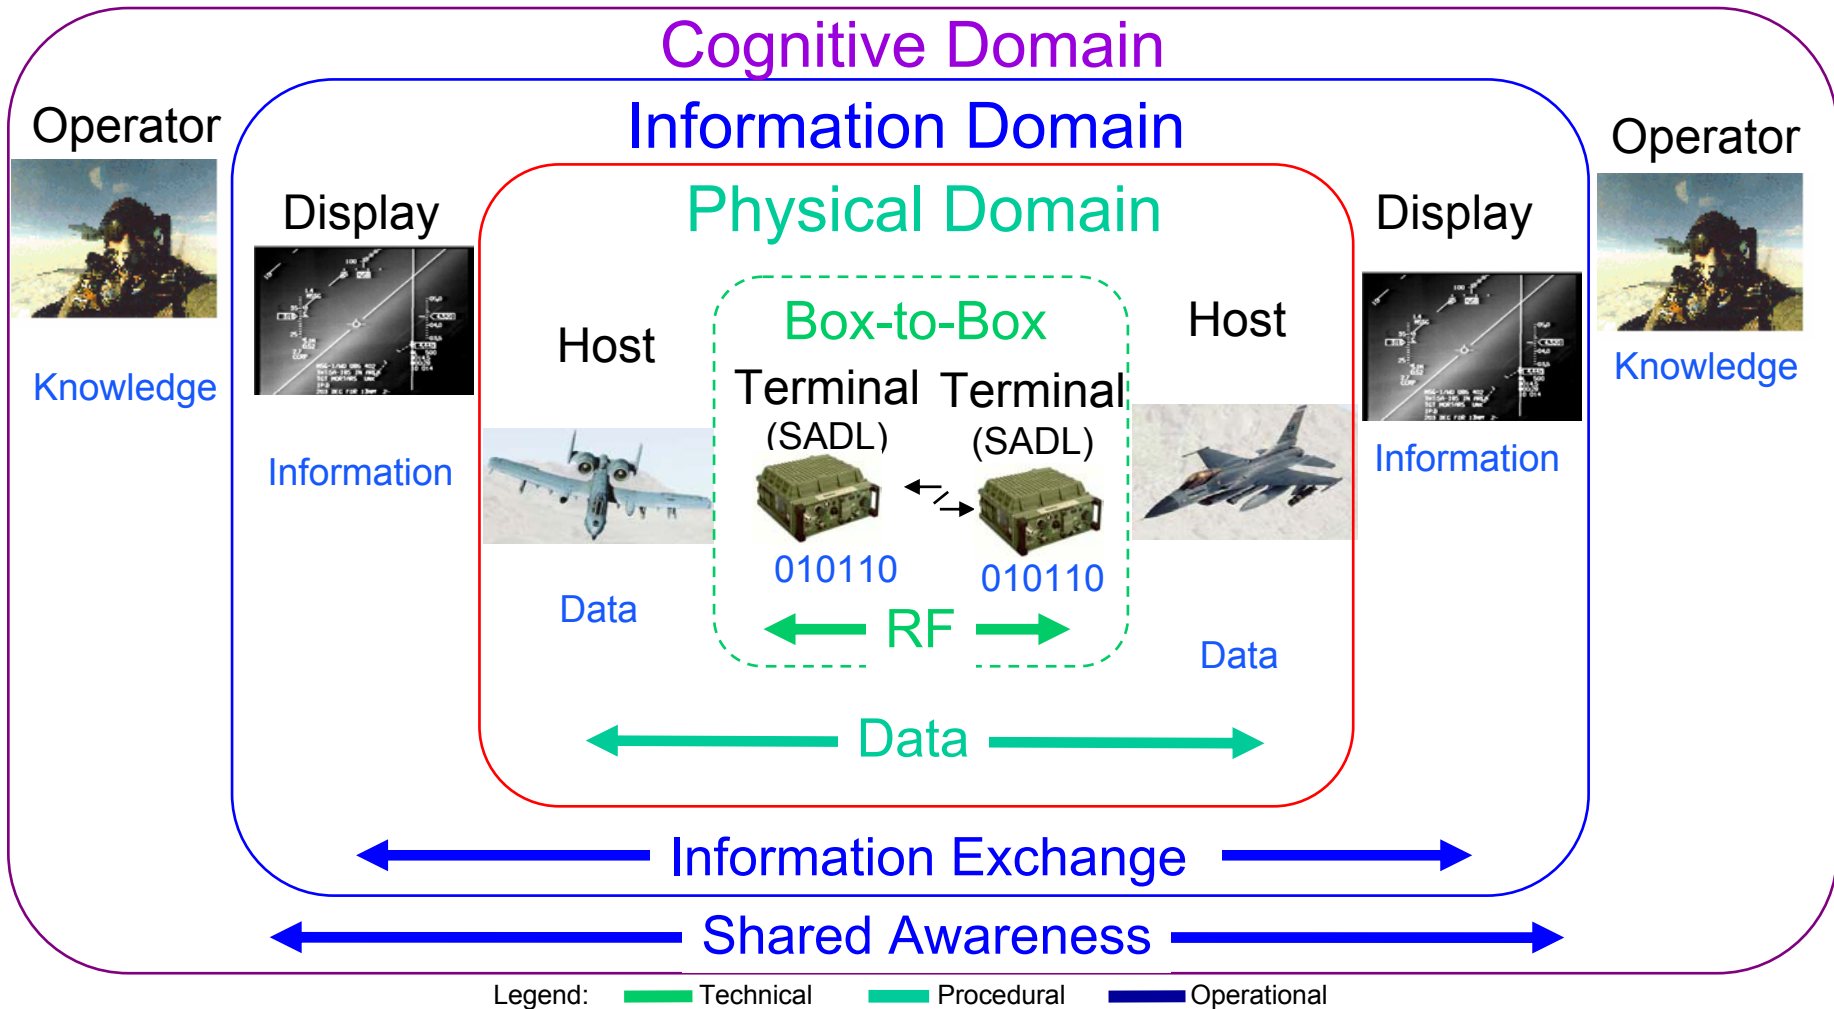 Cognitive Domain
Operator
Information Domain
Operator
Display
Physical Domain
Display
Box-to-Box
Host
Host
Knowledge
Terminal
(SADL)
Terminal
(SADL)
Knowledge
Information
Information
010110
010110
Data
RF
Data
Data
Information Exchange
Shared Awareness
Legend: Technical Procedural Operational